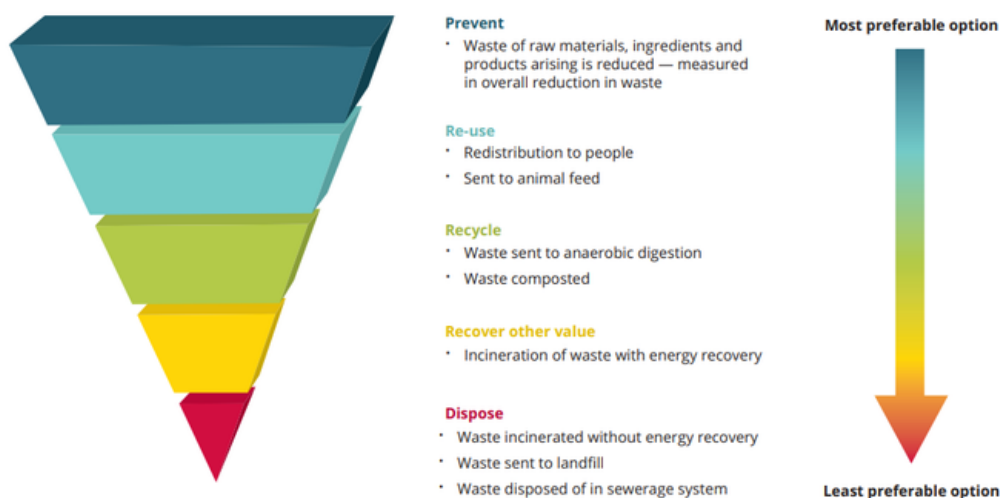 Prevent
· Waste of raw materials, ingredients and
products arising is reduced — measured
in overall reduction in waste
Re-use
· Redistribution to people
· Sent to animal feed
Recycle
· Waste sent to anaerobic digestion
· Waste composted
Recover other value
· Incineration of waste with energy recovery
Dispose
· Waste incinerated without energy recovery
· Waste sent to landfill
· Waste disposed of in sewerage system
Most preferable option
Least preferable option